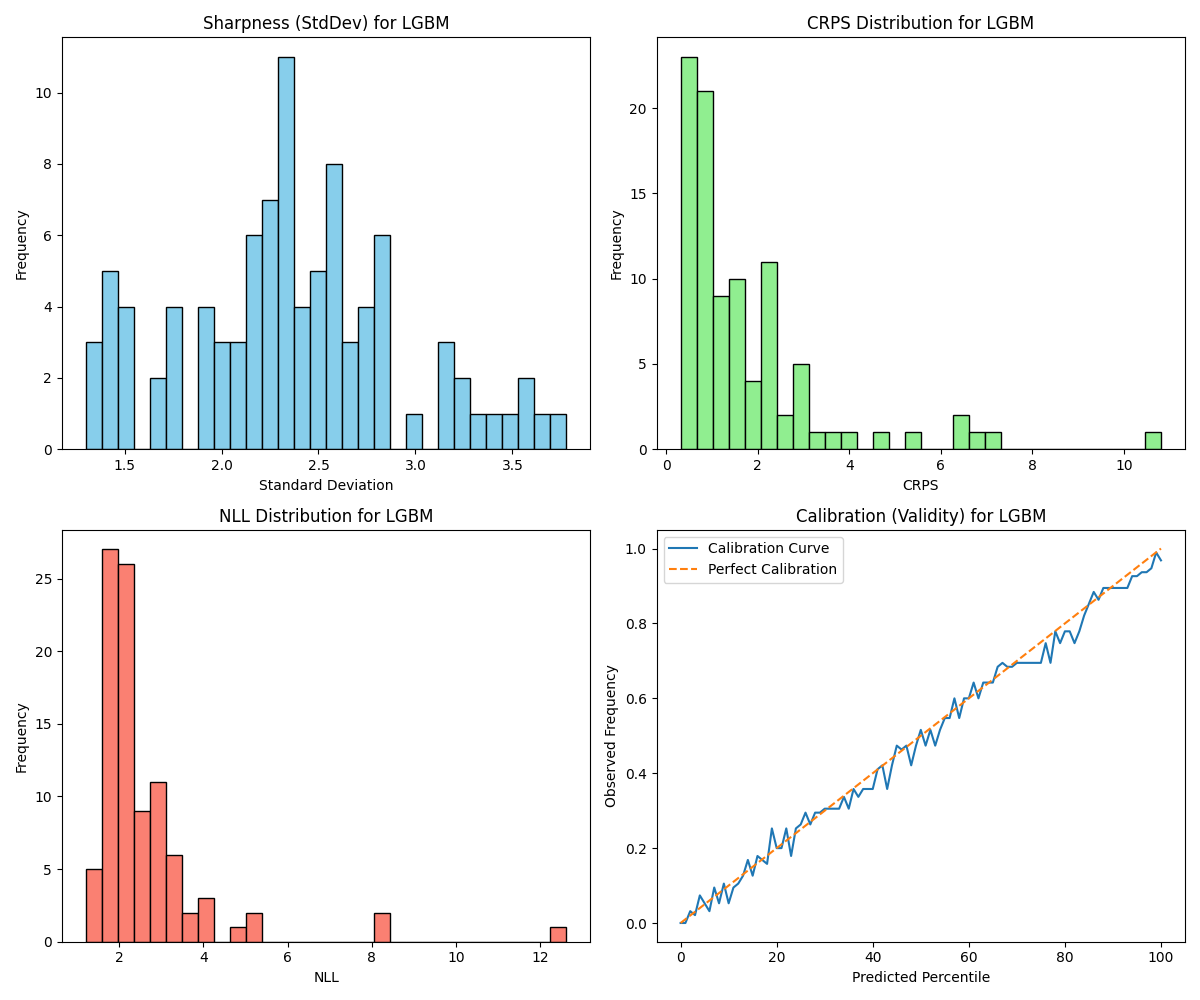 Sharpness (StdDev) for LGBM
Frequency
10
8
6
4
2
0
1.5 2.0 2.5 3.0 3.5
Standard Deviation
CRPS Distribution for LGBM
Frequency
20
15
10
5
0
0 2 4 6 8 10
CRPS
NLL Distribution for LGBM
Frequency
25
20
15
10
5
0
2 4 6 8 10 12
NLL
Calibration (Validity) for LGBM
Calibration Curve
Perfect Calibration
Observed Frequency
1.0
0.8
0.6
0.4
0.2
0.0
0 20 40 60 80 100
Predicted Percentile